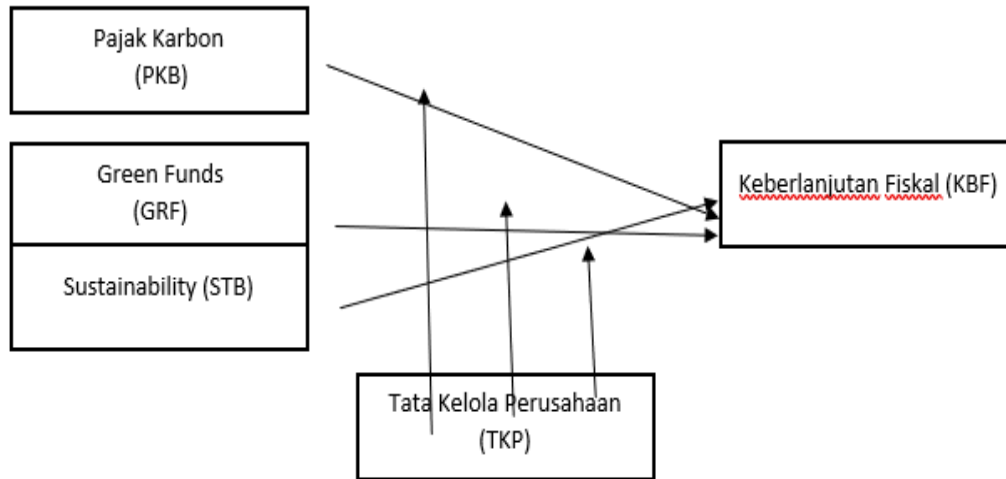 Pajak Karbon
(PKB)
Green Funds
(GRF)
Sustainability (STB)
Keberlanjutan Fiskal (KBF)
Tata Kelola Perusahaan
(TKP)